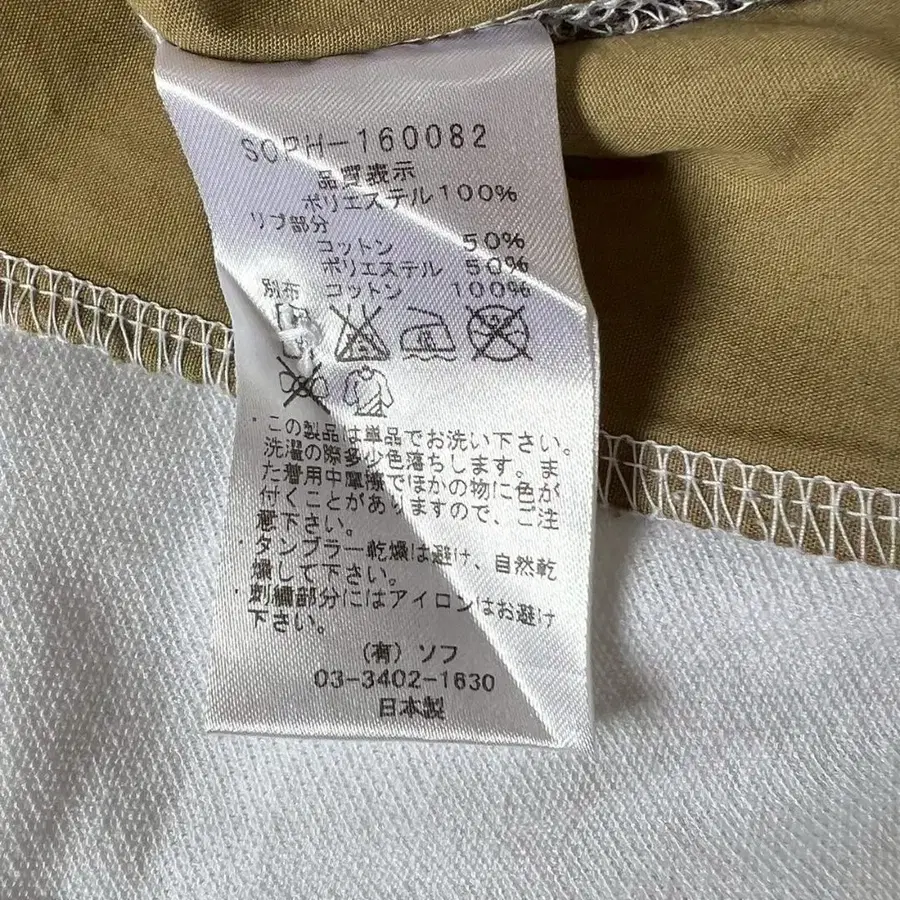 SOPH-160082
品質表示
ポリエステル100%
リブ部分
コットン 50%
ポリエステル 50%
別布 コットン 100%
・この製品は単品でお洗い下さい。
洗濯の際多少色落ちします。ま
た着用中摩擦でほかの物に色が
付くことがありますので、ご注
意下さい。
・タンブラー乾燥は避け、自然乾
燥して下さい。
・刺繍部分にはアイロンはお避け
下さい。
(有) ソフ
03-3402-1630
日本製